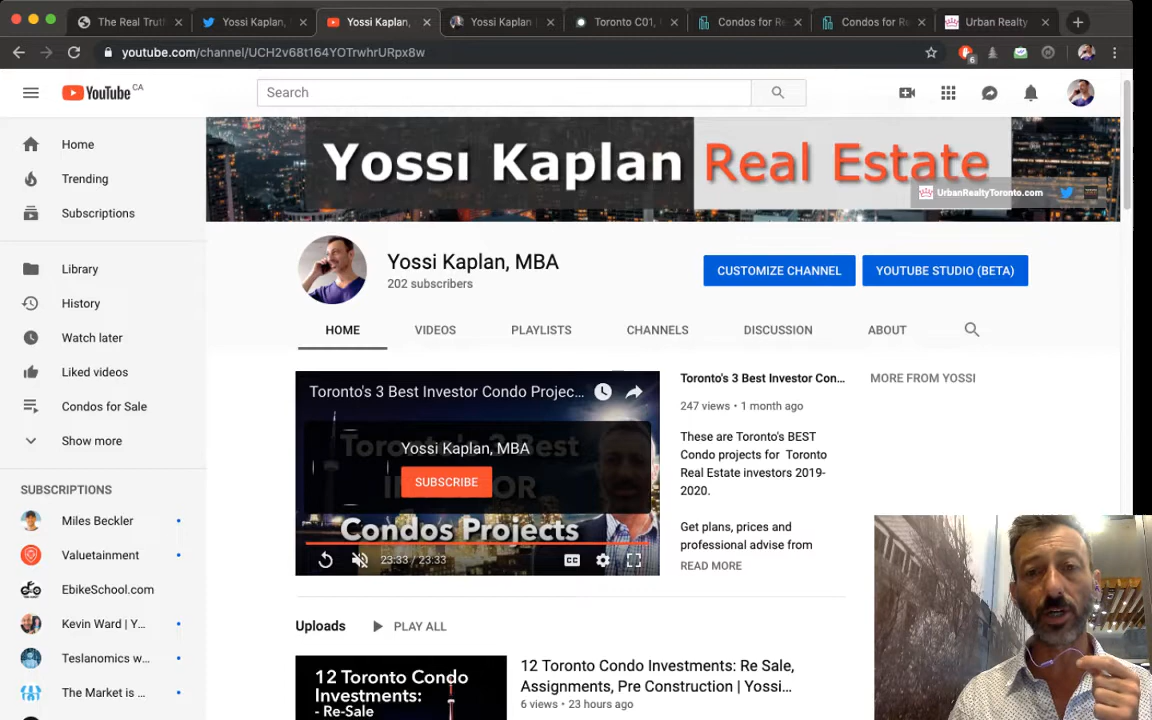 The Real Trut
Yossi Kaplan,
Yossi Kaplan,
Yossi Kaplan
Toronto C01,
Condos for Re
Condos for Re
Urban Realty
youtube.com/channel/UCH2v68t164YOTrwhrURpx8w
6
YouTube CA
Search
Yossi Kaplan Real Estate
UrbanRealtyToronto.com
Home
Trending
Subscriptions
Library
History
Watch later
Liked videos
Condos for Sale
Show more
SUBSCRIPTIONS
Miles Beckler
Valuetainment
EbikeSchool.com
Kevin Ward | Y...
Teslanomics w...
The Market is ...
Yossi Kaplan, MBA
202 subscribers
CUSTOMIZE CHANNEL
YOUTUBE STUDIO (BETA)
HOME
VIDEOS
PLAYLISTS
CHANNELS
DISCUSSION
ABOUT
Toronto's 3 Best Investor Condo Projec...
Toronto's 3 Best
Yossi Kaplan, MBA
SUBSCRIBE
Condos Projects
23:33 / 23:33
CC
Toronto's 3 Best Investor Con...
247 views • 1 month ago
These are Toronto's BEST
Condo projects for Toronto
Real Estate investors 2019-
2020.
Get plans, prices and
professional advise from
READ MORE
MORE FROM YOSSI
Uploads
PLAY ALL
12 Toronto Condo
Investments:
- Re-Sale
12 Toronto Condo Investments: Re Sale,
Assignments, Pre Construction | Yossi...
6 views • 23 hours ago